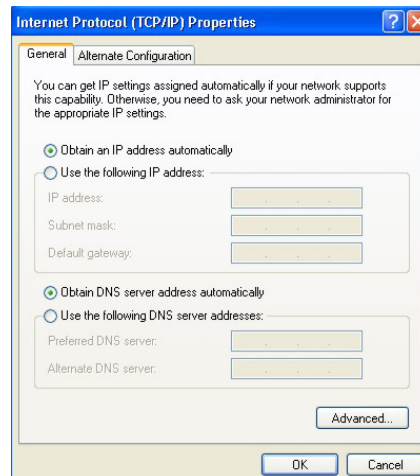 Internet Protocol (TCP/IP) Properties
General
Alternate Configuration
You can get IP settings assigned automatically if your network supports
this capability. Otherwise, you need to ask your network administrator for
the appropriate IP settings.
Obtain an IP address automatically
Use the following IP address:
IP address:
Subnet mask:
Default gateway:
Obtain DNS server address automatically
Use the following DNS server addresses:
Preferred DNS server:
Alternate DNS server:
Advanced...
OK
Cancel